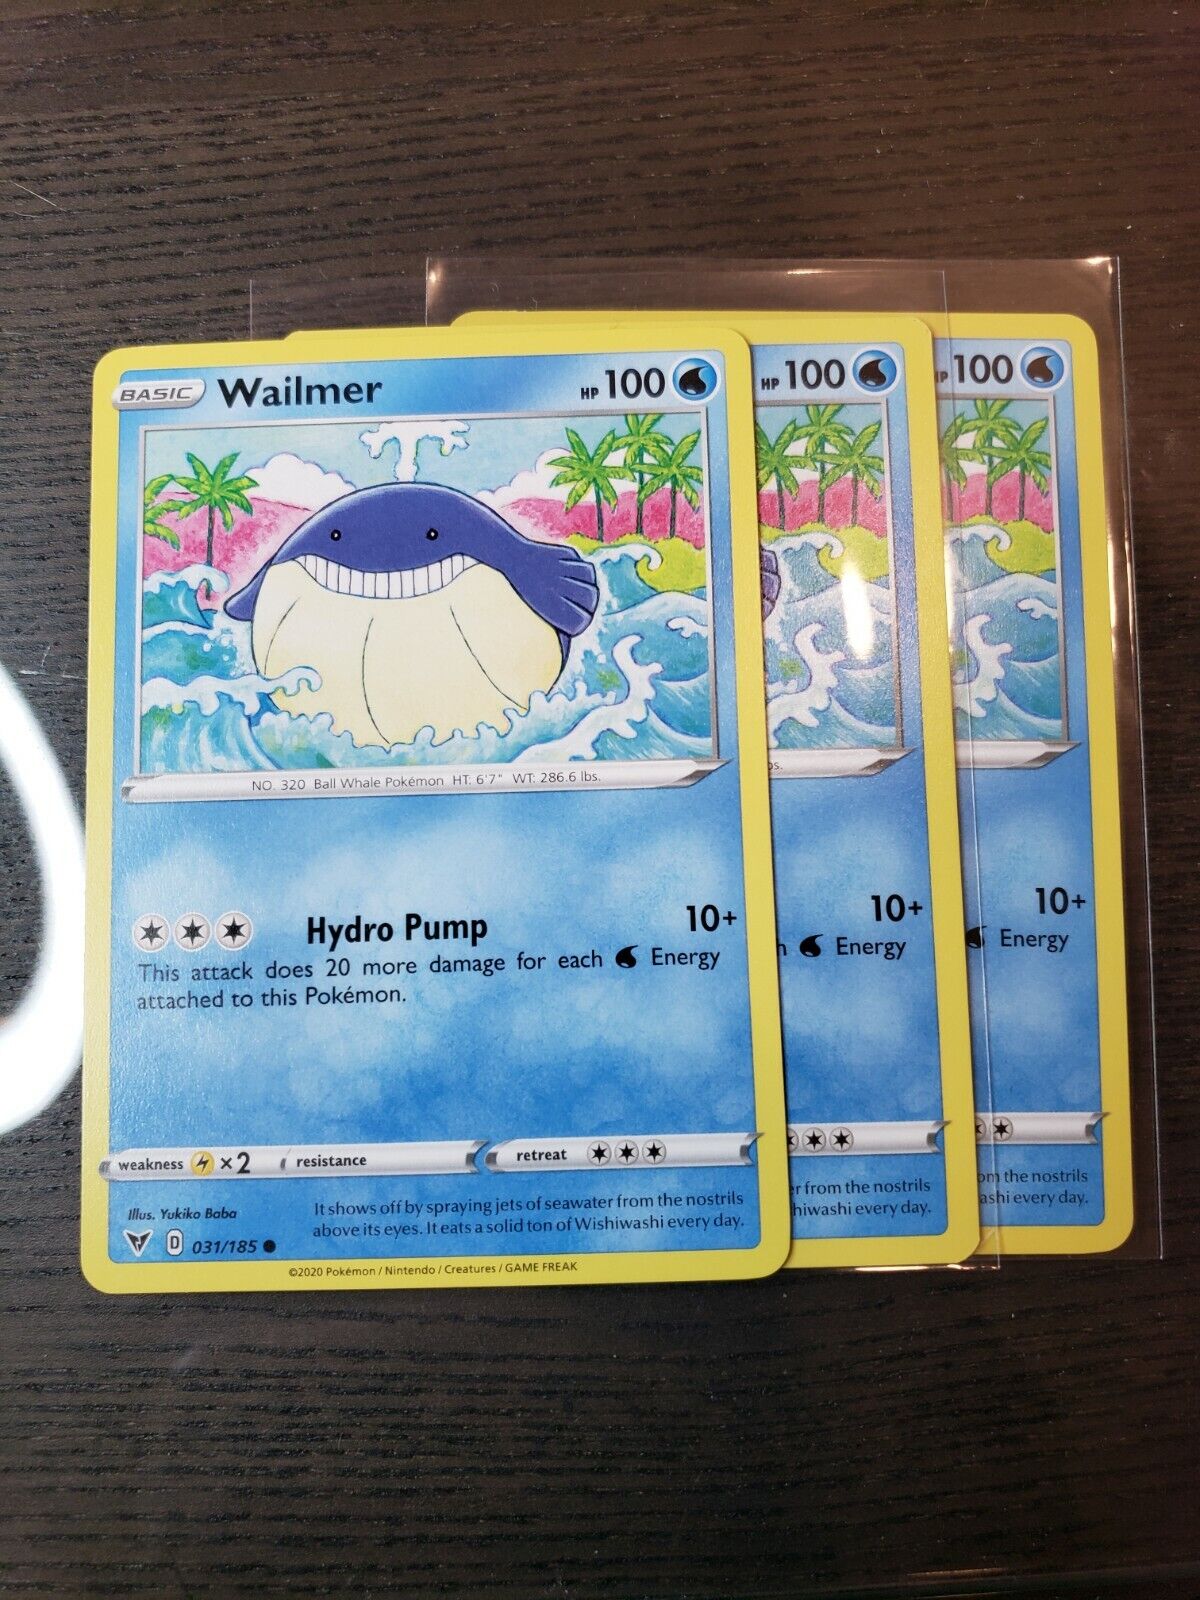 BASIC Wailmer HP 100
HP 100
HP 100
NO. 320 Ball Whale Pokémon HT: 6'7" WT: 286.6 lbs.
bs.
Hydro Pump 10+
10+
10+
This attack does 20 more damage for each Energy
Energy
Energy
attached to this Pokémon.
weakness ×2 resistance retreat
It shows off by spraying jets of seawater from the nostrils
er from the nostrils
om the nostrils
above its eyes. It eats a solid ton of Wishiwashi every day.
hiwashi every day.
ashi every day.
Illus. Yukiko Baba
D 031/185
©2020 Pokémon / Nintendo / Creatures / GAME FREAK